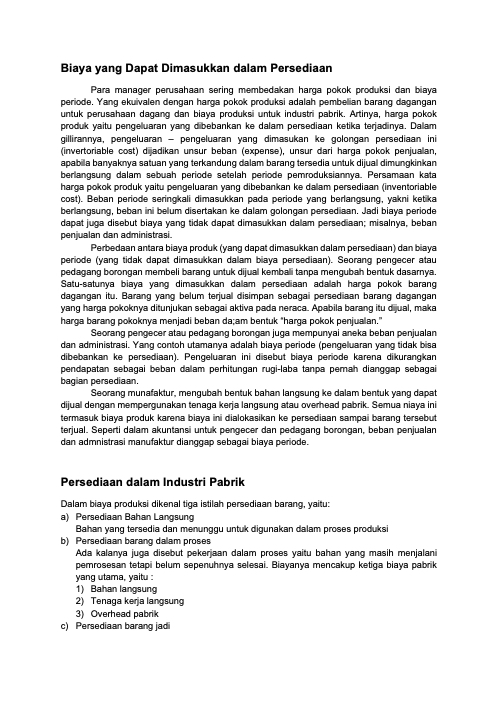 Biaya yang Dapat Dimasukkan dalam Persediaan
Para manager perusahaan sering membedakan harga pokok produksi dan biaya
periode. Yang ekuivalen dengan harga pokok produksi adalah pembelian barang dagangan
untuk perusahaan dagang dan biaya produksi untuk industri pabrik. Artinya, harga pokok
produk yaitu pengeluaran yang dibebankan ke dalam persediaan ketika terjadinya. Dalam
gillirannya, pengeluaran – pengeluaran yang dimasukan ke golongan persediaan ini
(invertoriable cost) dijadikan unsur beban (expense), unsur dari harga pokok penjualan,
apabila banyaknya satuan yang terkandung dalam barang tersedia untuk dijual dimungkinkan
berlangsung dalam sebuah periode setelah periode pemroduksiannya. Persamaan kata
harga pokok produk yaitu pengeluaran yang dibebankan ke dalam persediaan (inventoriable
cost). Beban periode seringkali dimasukkan pada periode yang berlangsung, yakni ketika
berlangsung, beban ini belum disertakan ke dalam golongan persediaan. Jadi biaya periode
dapat juga disebut biaya yang tidak dapat dimasukkan dalam persediaan; misalnya, beban
penjualan dan administrasi.
Perbedaan antara biaya produk (yang dapat dimasukkan dalam persediaan) dan biaya
periode (yang tidak dapat dimasukkan dalam biaya persediaan). Seorang pengecer atau
pedagang borongan membeli barang untuk dijual kembali tanpa mengubah bentuk dasarnya.
Satu-satunya biaya yang dimasukkan dalam persediaan adalah harga pokok barang
dagangan itu. Barang yang belum terjual disimpan sebagai persediaan barang dagangan
yang harga pokoknya ditunjukan sebagai aktiva pada neraca. Apabila barang itu dijual, maka
harga barang pokoknya menjadi beban da;am bentuk “harga pokok penjualan.”
Seorang pengecer atau pedagang borongan juga mempunyai aneka beban penjualan
dan administrasi. Yang contoh utamanya adalah biaya periode (pengeluaran yang tidak bisa
dibebankan ke persediaan). Pengeluaran ini disebut biaya periode karena dikurangkan
pendapatan sebagai beban dalam perhitungan rugi-laba tanpa pernah dianggap sebagai
bagian persediaan.
Seorang munafaktur, mengubah bentuk bahan langsung ke dalam bentuk yang dapat
dijual dengan mempergunakan tenaga kerja langsung atau overhead pabrik. Semua niaya ini
termasuk biaya produk karena biaya ini dialokasikan ke persediaan sampai barang tersebut
terjual. Seperti dalam akuntansi untuk pengecer dan pedagang borongan, beban penjualan
dan admnistrasi manufaktur dianggap sebagai biaya periode.
Persediaan dalam Industri Pabrik
Dalam biaya produksi dikenal tiga istilah persediaan barang, yaitu:
a) Persediaan Bahan Langsung
Bahan yang tersedia dan menunggu untuk digunakan dalam proses produksi
b) Persediaan barang dalam proses
Ada kalanya juga disebut pekerjaan dalam proses yaitu bahan yang masih menjalani
pemrosesan tetapi belum sepenuhnya selesai. Biayanya mencakup ketiga biaya pabrik
yang utama, yaitu :
1) Bahan langsung
2) Tenaga kerja langsung
3) Overhead pabrik
c) Persediaan barang jadi